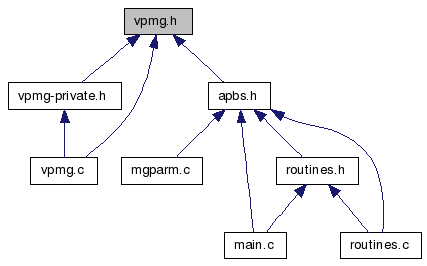 vpmg.h
vpmg-private.h
apbs.h
vpmg.c
mgparm.c
routines.h
main.c
routines.c